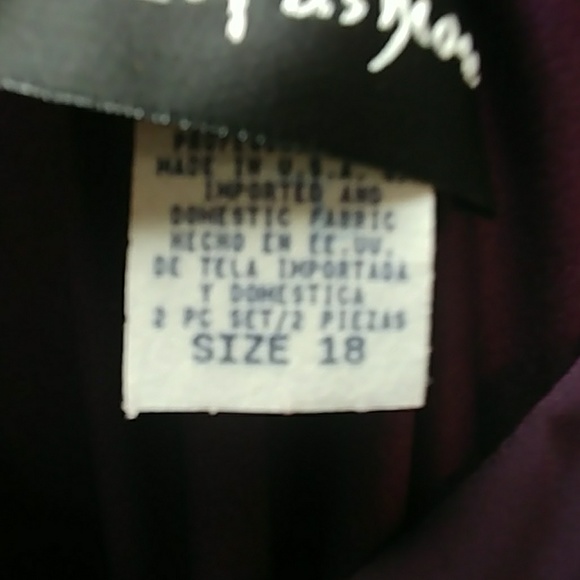 Fashion
MADE IN U.S.A.
IMPORTED AND
DOMESTIC FABRIC
HECHO EN EE.UU.
DE TELA IMPORTADA
Y DOMESTICA
2 PC SET/2 PIEZAS
SIZE 18